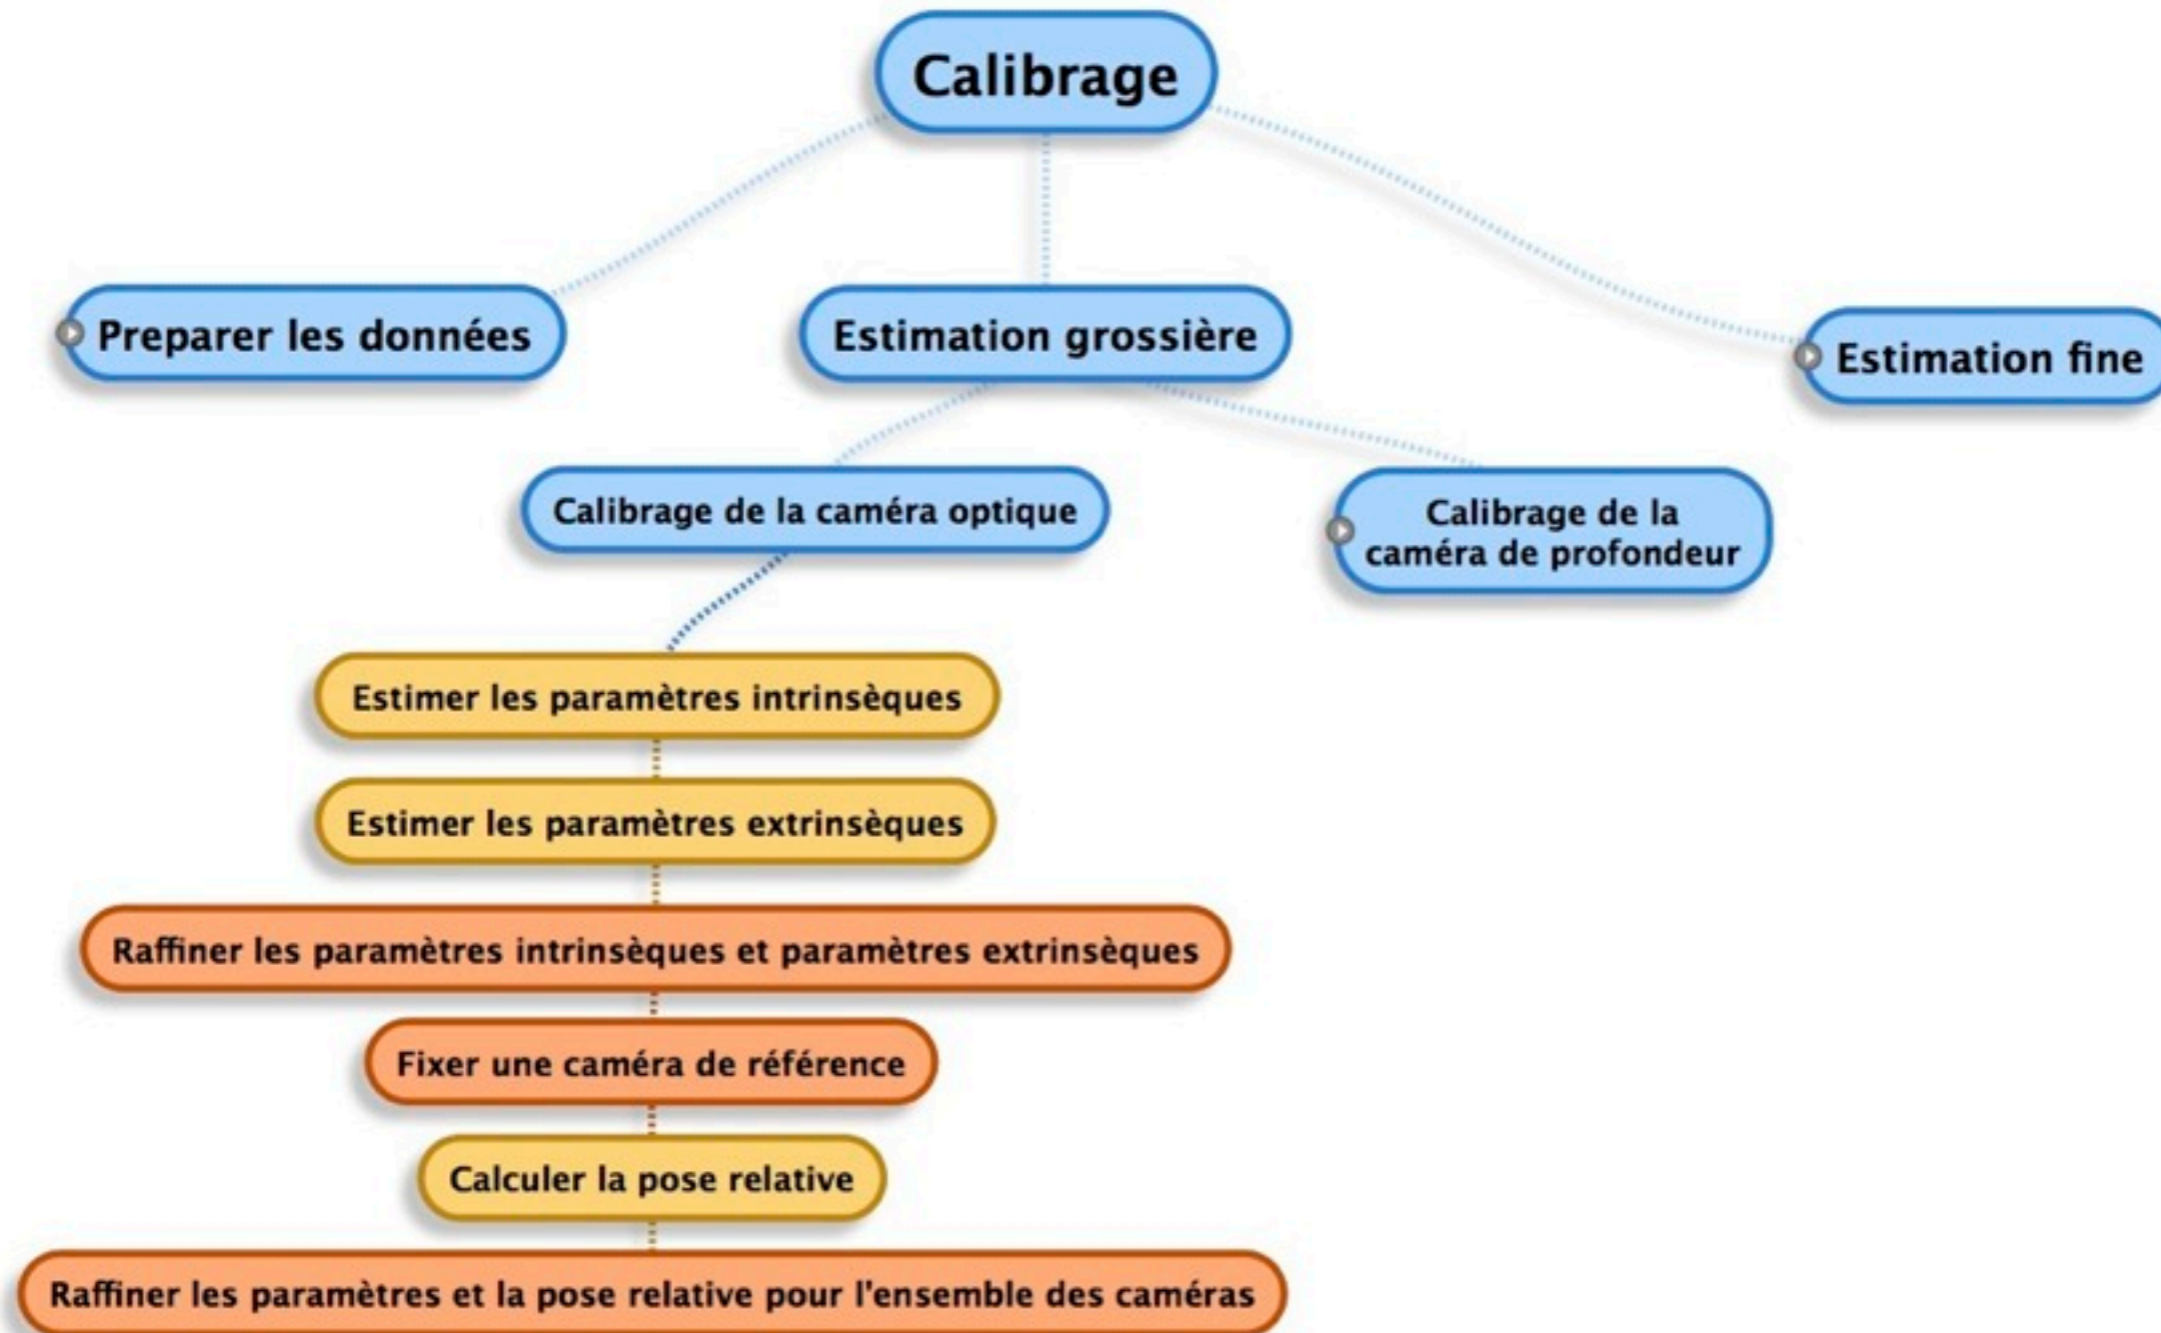 Calibrage
Preparer les données
Estimation grossière
Estimation fine
Calibrage de la caméra optique
Calibrage de la
caméra de profondeur
Estimer les paramètres intrinsèques
Estimer les paramètres extrinsèques
Raffiner les paramètres intrinsèques et paramètres extrinsèques
Fixer une caméra de référence
Calculer la pose relative
Raffiner les paramètres et la pose relative pour l'ensemble des caméras